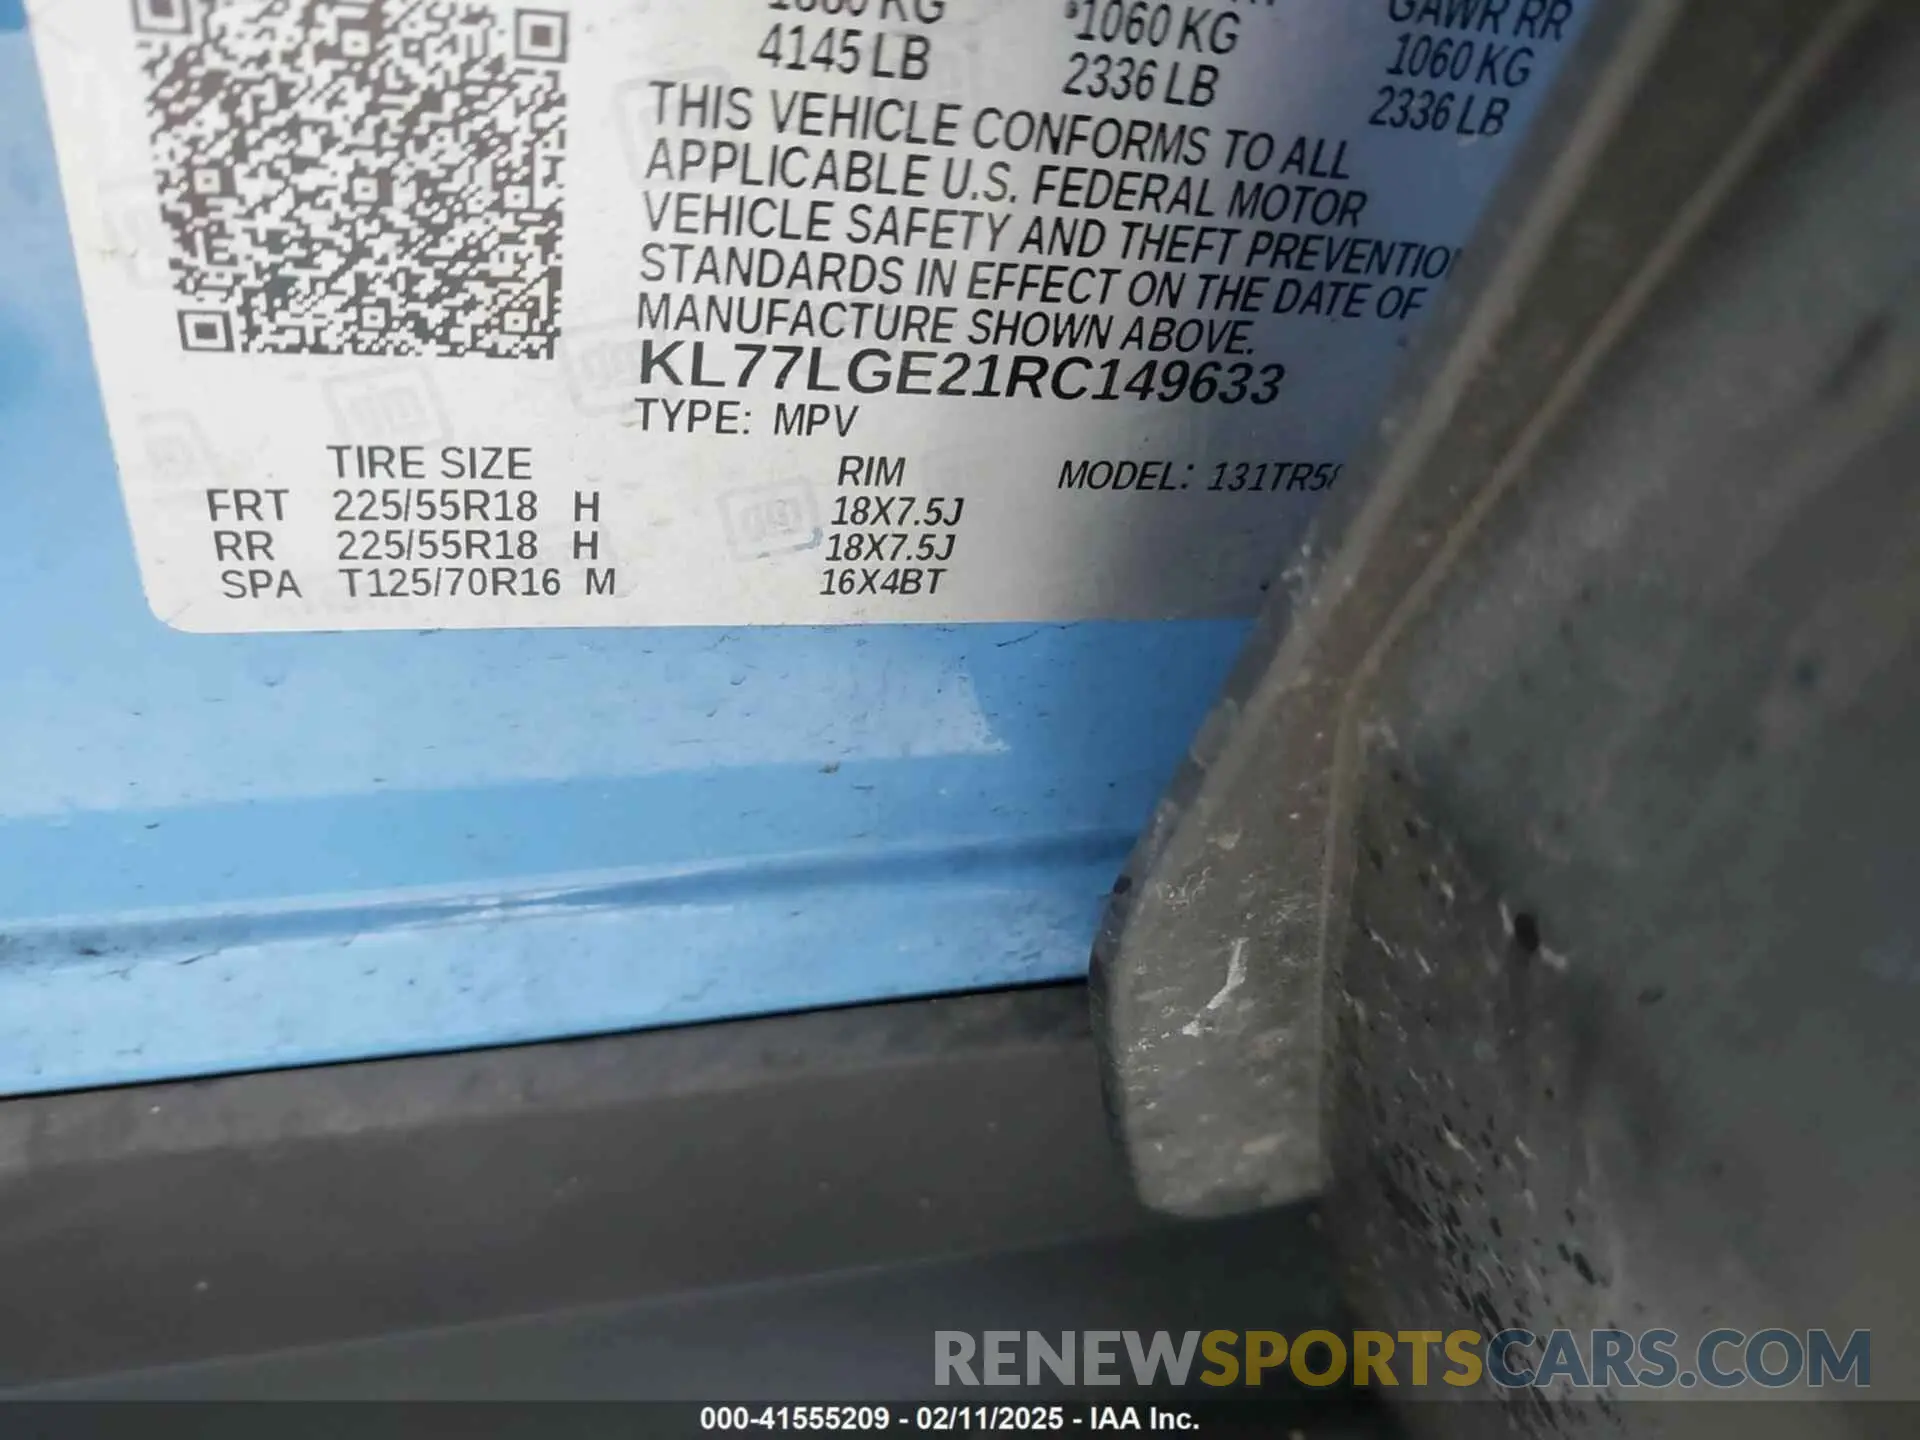 KG
4145 LB
1060 KG
2336 LB
GAWR RR
1060 KG
2336 LB
THIS VEHICLE CONFORMS TO ALL
APPLICABLE U.S. FEDERAL MOTOR
VEHICLE SAFETY AND THEFT PREVENTIO
STANDARDS IN EFFECT ON THE DATE OF
MANUFACTURE SHOWN ABOVE.
KL77LGE21RC149633
TYPE: MPV
TIRE SIZE RIM MODEL: 131TR58
FRT 225/55R18 H 18X7.5J
RR 225/55R18 H 18X7.5J
SPA T125/70R16 M 16X4BT
RENEWSPORTSCARS.COM
000-41555209 - 02/11/2025 - IAA Inc.